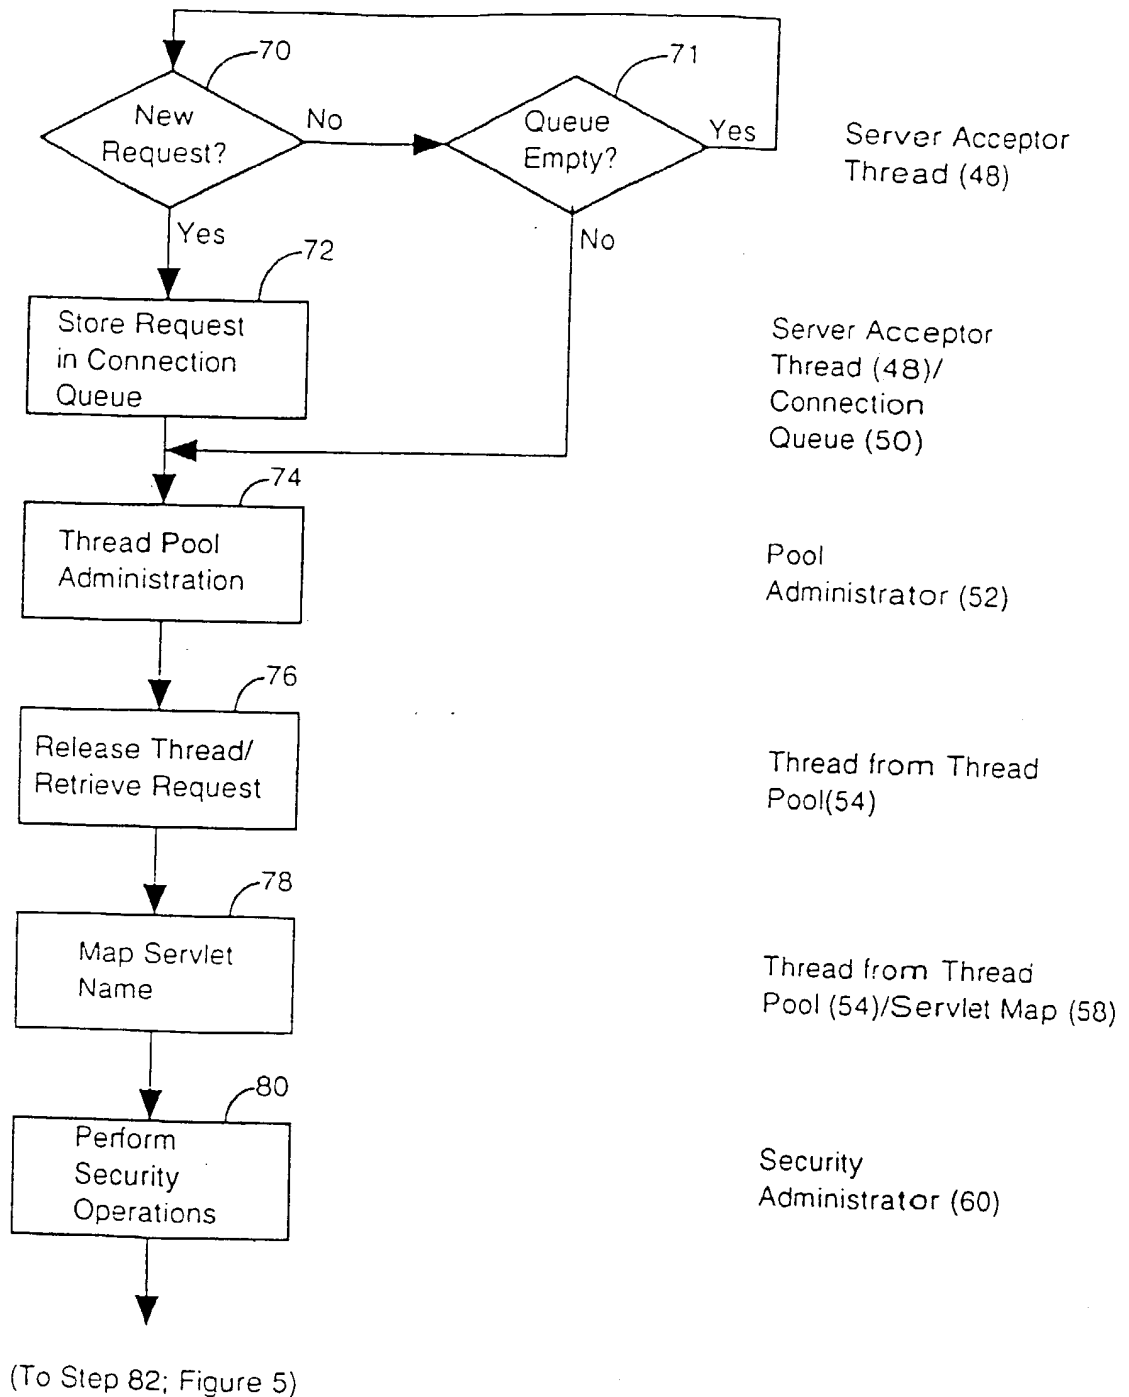 70
71
New
Request?
No
Queue
Empty?
Yes
Server Acceptor
Thread (48)
Yes
No
72
Store Request
in Connection
Queue
Server Acceptor
Thread (48)/
Connection
Queue (50)
74
Thread Pool
Administration
Pool
Administrator (52)
76
Release Thread/
Retrieve Request
Thread from Thread
Pool(54)
78
Map Servlet
Name
Thread from Thread
Pool (54)/Servlet Map (58)
80
Perform
Security
Operations
Security
Administrator (60)
(To Step 82; Figure 5)